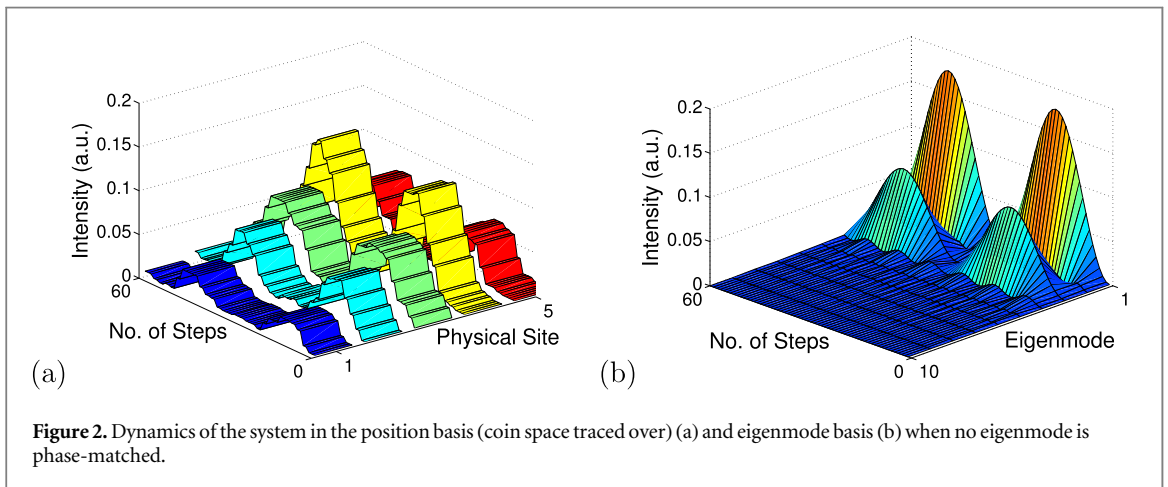 0.2
0.15
0.1
0.05
0
60
Intensity (a.u.)
No. of Steps
0
1
Physical Site
5
(a)
0.2
0.15
0.1
0.05
0
60
Intensity (a.u.)
No. of Steps
0
10
Eigenmode
1
(b)
Figure 2. Dynamics of the system in the position basis (coin space traced over) (a) and eigenmode basis (b) when no eigenmode is
phase-matched.